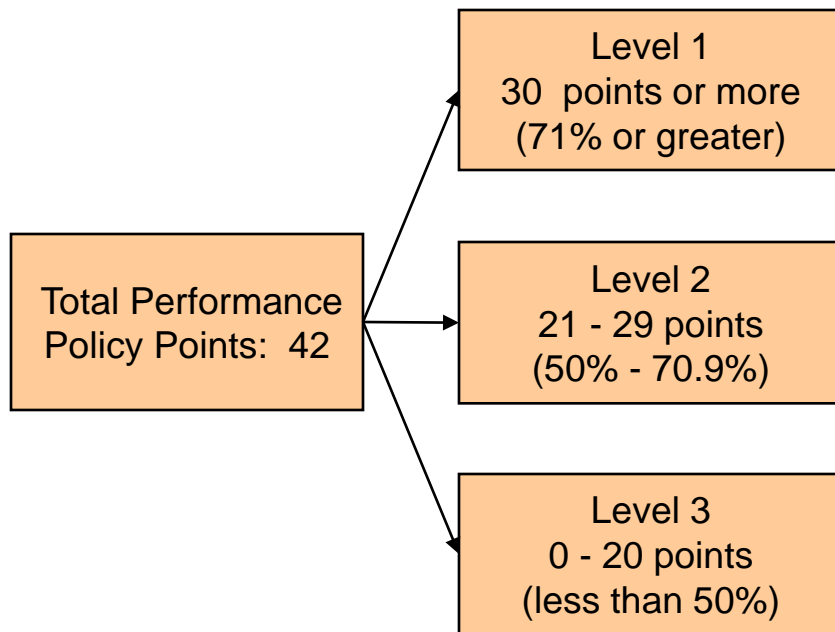 Level 1
30 points or more
(71% or greater)
Total Performance
Policy Points: 42
Level 2
21 - 29 points
(50% - 70.9%)
Level 3
0 - 20 points
(less than 50%)